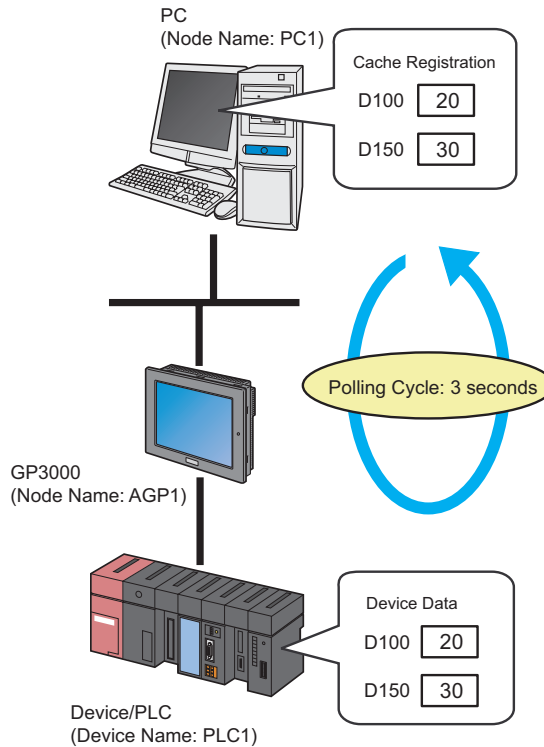 PC
(Node Name: PC1)
Cache Registration
D100 20
D150 30
Polling Cycle: 3 seconds
GP3000
(Node Name: AGP1)
Device Data
D100 20
D150 30
Device/PLC
(Device Name: PLC1)